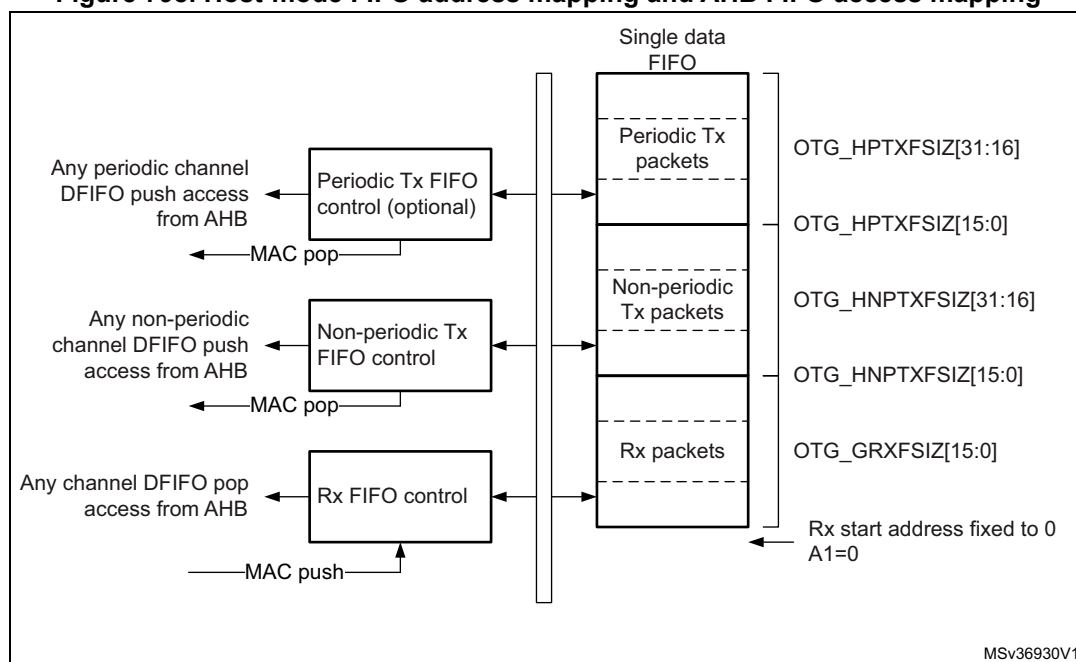 Figure 708. Host-mode FIFO address mapping and AHB FIFO access mapping
Single data
FIFO
Periodic Tx
packets
OTG_HPTXFSIZ[31:16]
Any periodic channel
DFIFO push access
from AHB
Periodic Tx FIFO
control (optional)
MAC pop
OTG_HPTXFSIZ[15:0]
Non-periodic
Tx packets
OTG_HNPTXFSIZ[31:16]
Any non-periodic
channel DFIFO push
access from AHB
Non-periodic Tx
FIFO control
MAC pop
OTG_HNPTXFSIZ[15:0]
Rx packets
OTG_GRXFSIZ[15:0]
Any channel DFIFO pop
access from AHB
Rx FIFO control
MAC push
Rx start address fixed to 0
A1=0
MSv36930V1